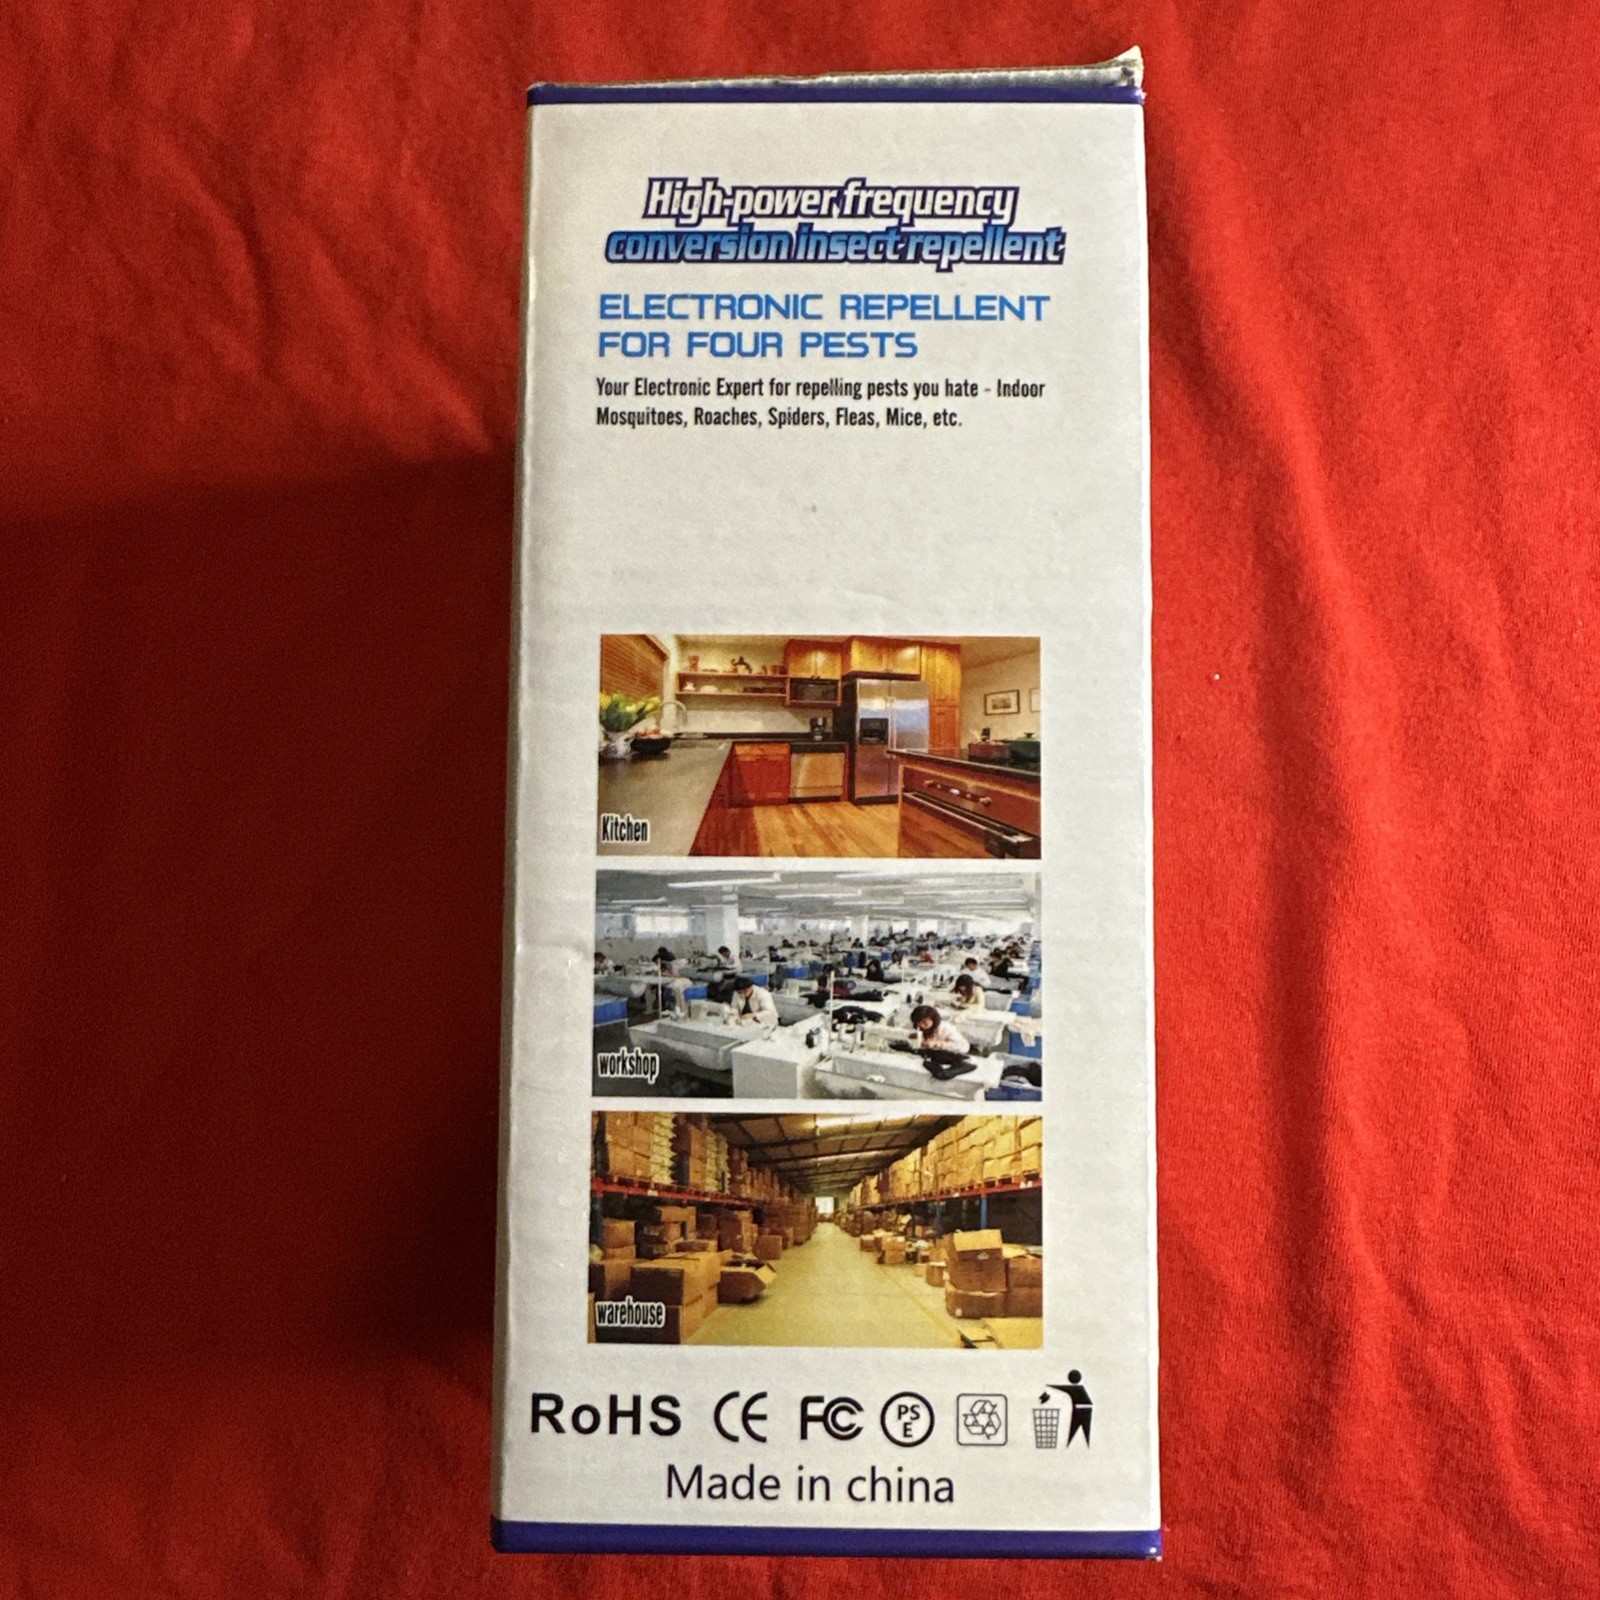 High-power frequency
conversion insect repellent
ELECTRONIC REPELLENT
FOR FOUR PESTS
Your Electronic Expert for repelling pests you hate - Indoor
Mosquitoes, Roaches, Spiders, Fleas, Mice, etc.
Kitchen
workshop
warehouse
RoHS CE FC PS E
Made in china